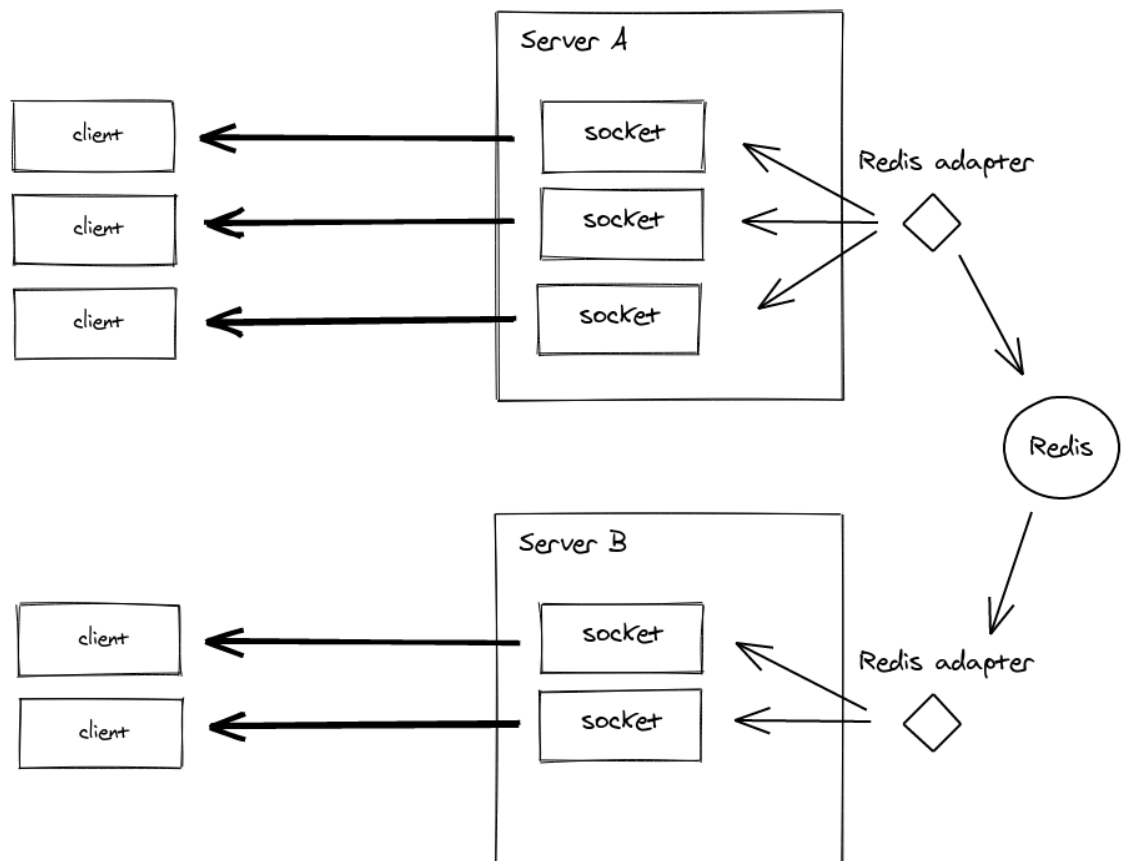 Server A
client
socket
Redis adapter
client
socket
client
socket
Redis
Server B
client
socket
Redis adapter
client
socket